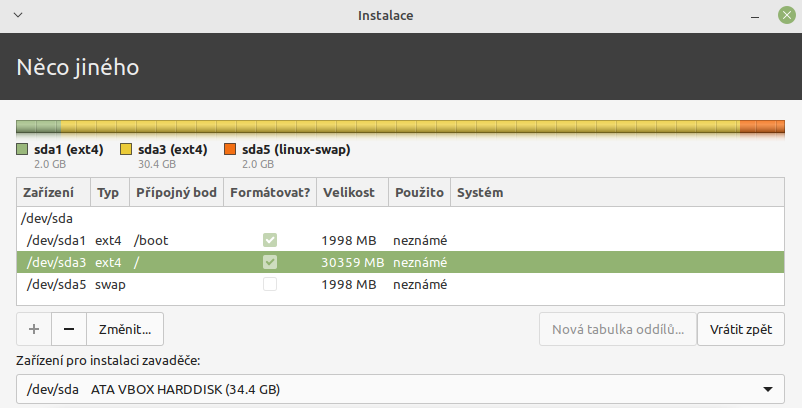 Instalace
Něco jiného
sda1 (ext4) sda3 (ext4) sda5 (linux-swap)
2.0 GB 30.4 GB 2.0 GB
Zařízení Typ Přípojný bod Formátovat? Velikost Použito Systém
/dev/sda
/dev/sda1 ext4 /boot 1998 MB neznámé
/dev/sda3 ext4 / 30359 MB neznámé
/dev/sda5 swap 1998 MB neznámé
+ − Změnit... Nová tabulka oddílů... Vrátit zpět
Zařízení pro instalaci zavaděče:
/dev/sda ATA VBOX HARDDISK (34.4 GB)